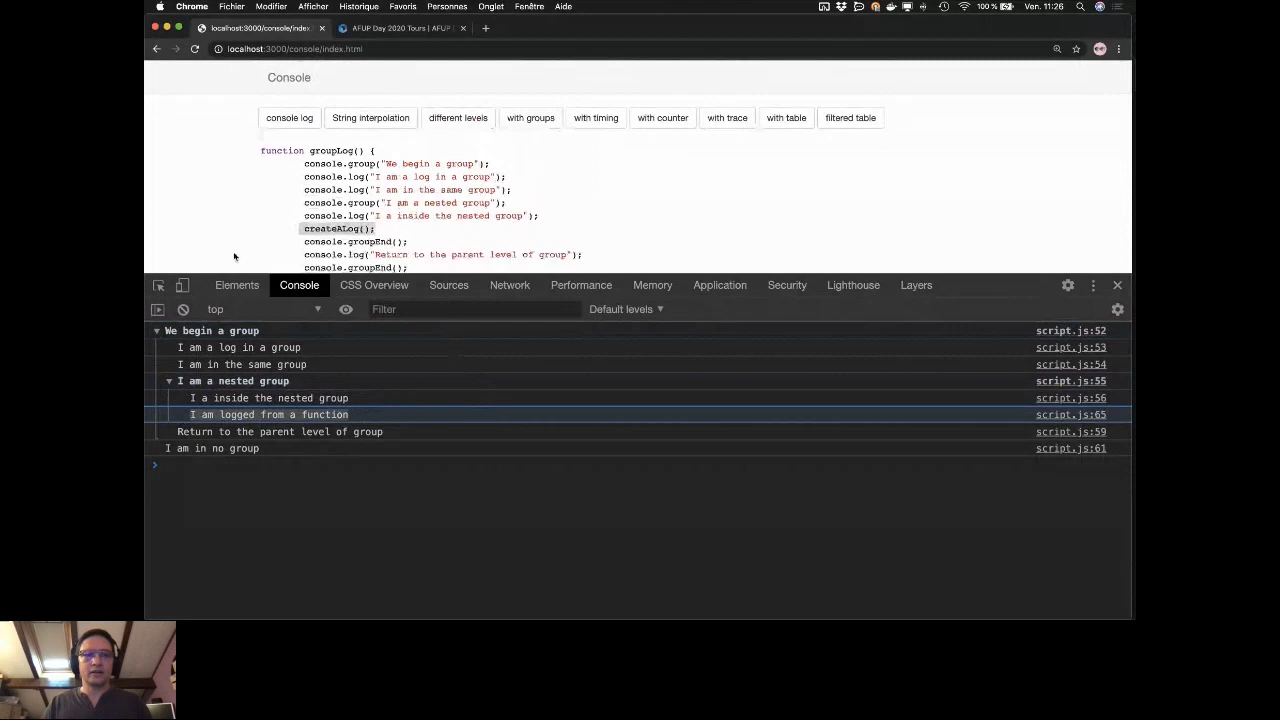 Chrome Fichier Modifier Afficher Historique Favoris Personnes Onglet Fenêtre Aide 100 % Ven. 11:26
localhost:3000/console/index. AFUP Day 2020 Tours | AFUP
localhost:3000/console/index.html
Console
console log String interpolation different levels with groups with timing with counter with trace with table filtered table
function groupLog() {
console.group("We begin a group");
console.log("I am a log in a group");
console.log("I am in the same group");
console.group("I am a nested group");
console.log("I a inside the nested group");
createALog();
console.groupEnd();
console.log("Return to the parent level of group");
console.groupEnd();
Elements Console CSS Overview Sources Network Performance Memory Application Security Lighthouse Layers
top Filter Default levels
We begin a group script.js:52
I am a log in a group script.js:53
I am in the same group script.js:54
I am a nested group script.js:55
I a inside the nested group script.js:56
I am logged from a function script.js:65
Return to the parent level of group script.js:59
I am in no group script.js:61